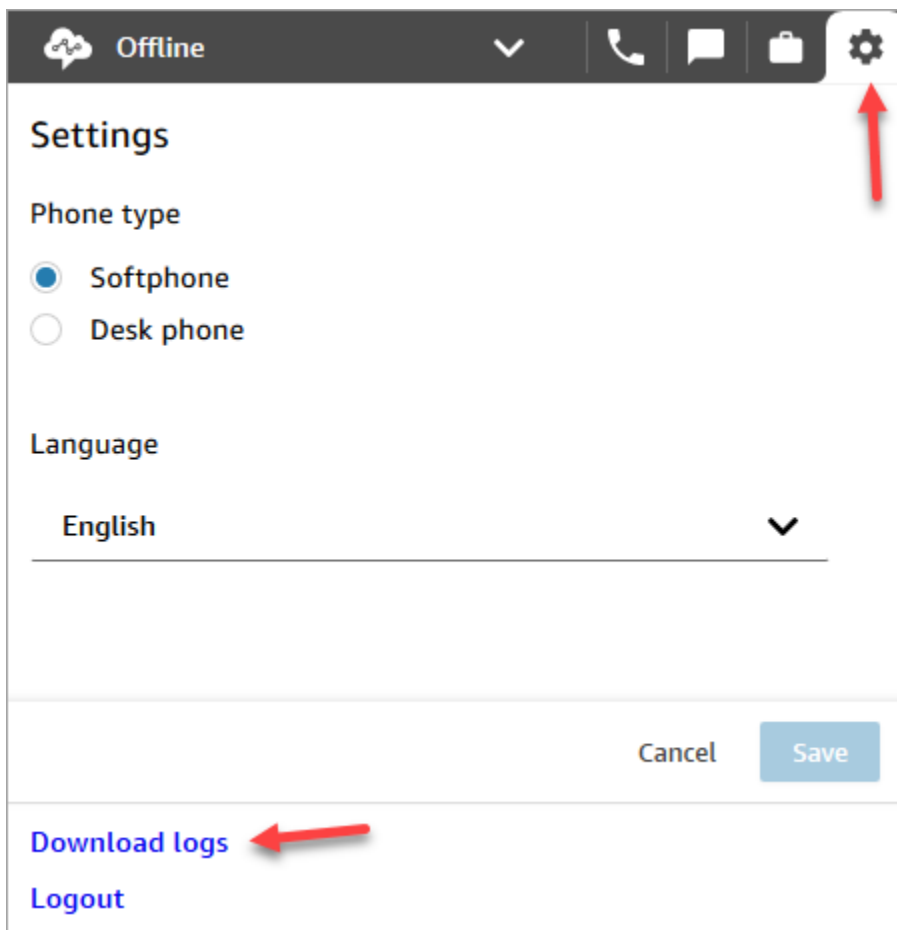 Offline
Settings
Phone type
Softphone
Desk phone
Language
English
Cancel Save
Download logs
Logout